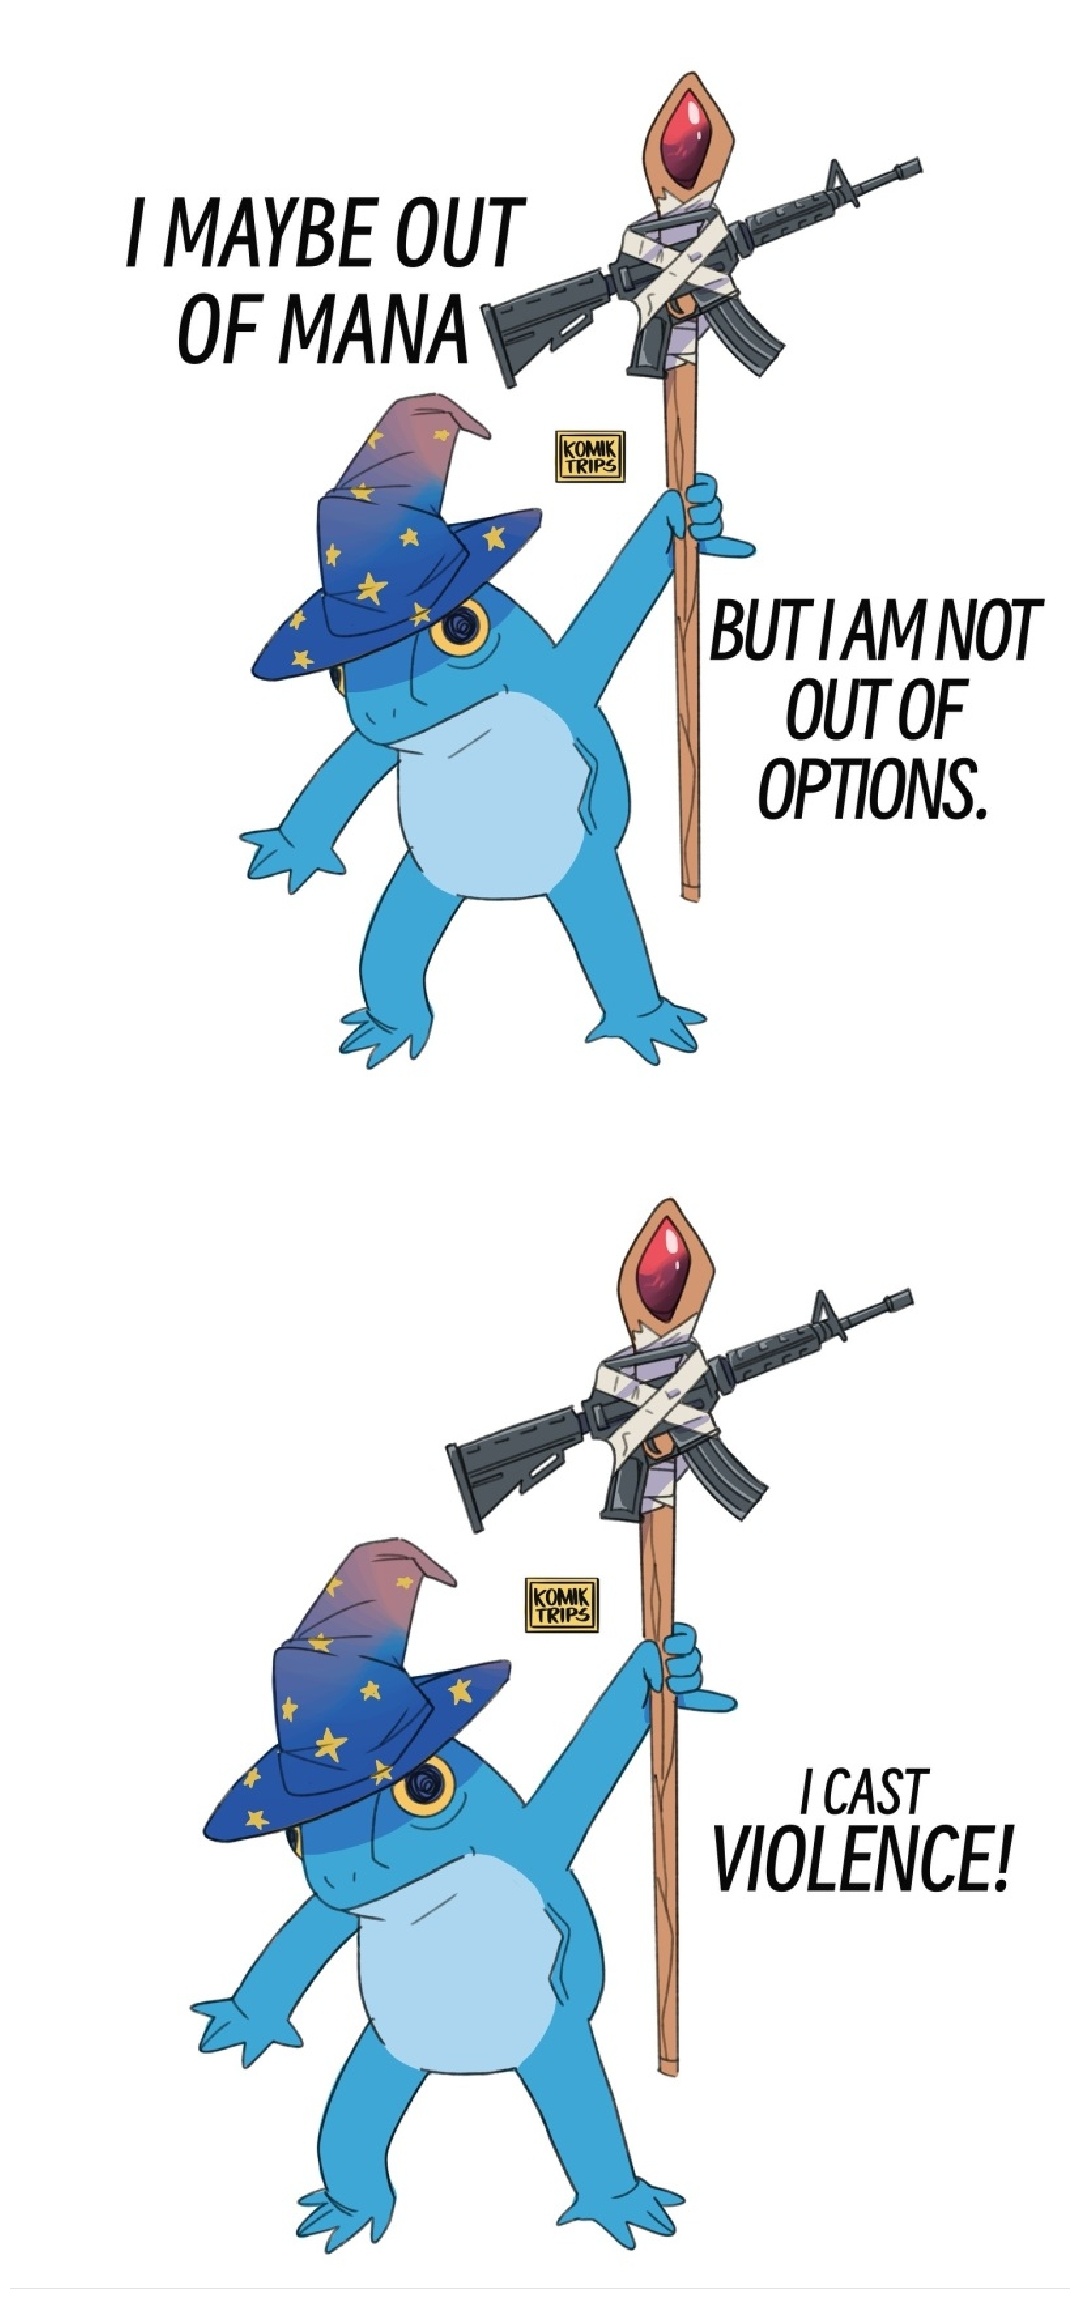 I MAYBE OUT
OF MANA
KOMIK
TRIPS
BUT I AM NOT
OUT OF
OPTIONS.
KOMIK
TRIPS
I CAST
VIOLENCE!